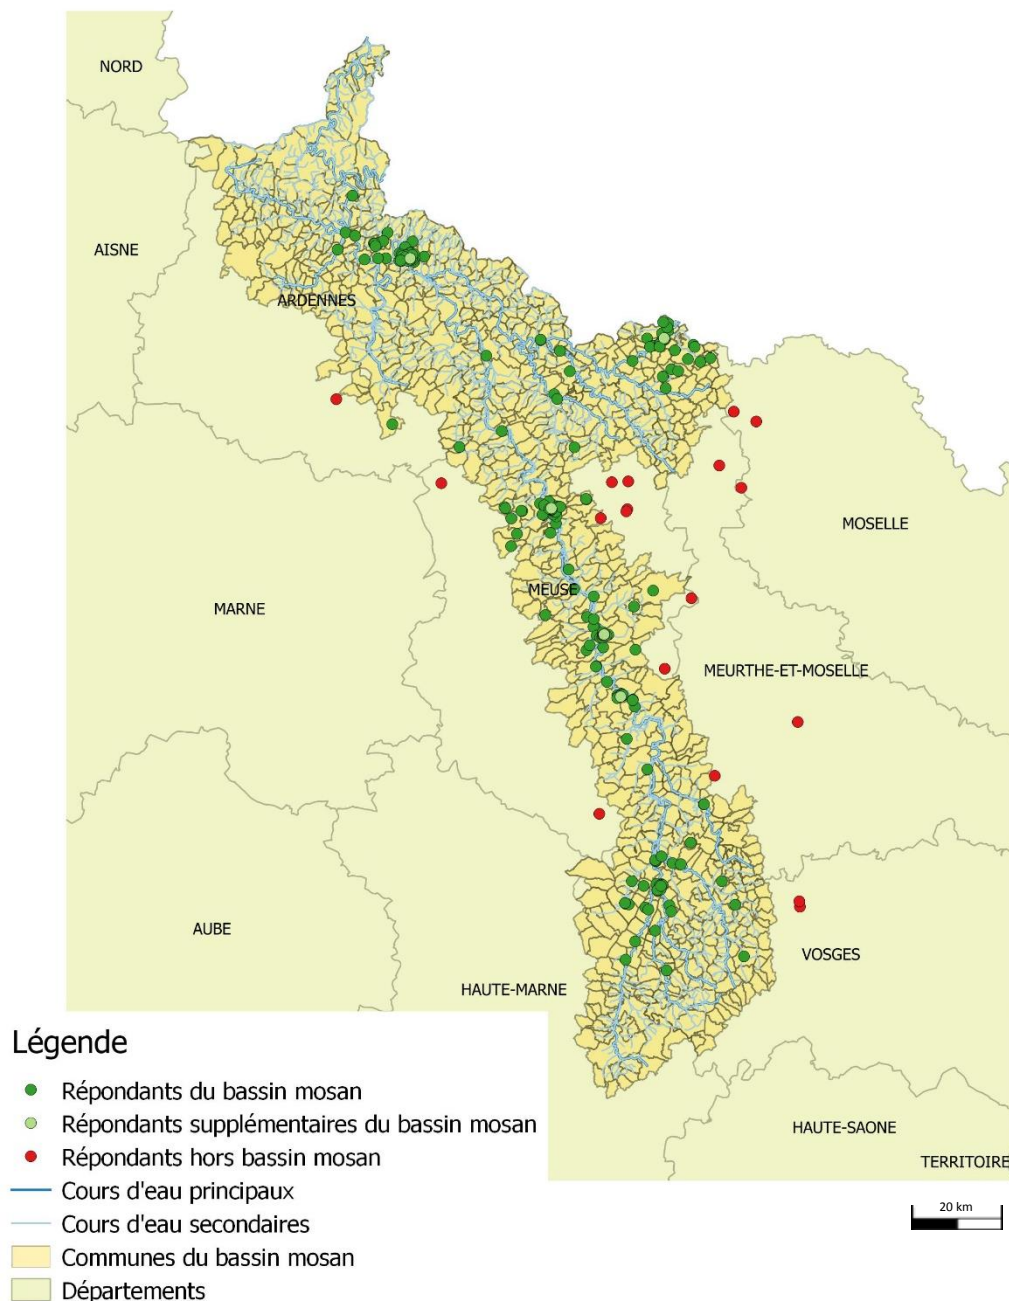 NORD
AISNE
ARDENNES
MOSELLE
MEUSE
MARNE
MEURTHE-ET-MOSELLE
AUBE
VOSGES
HAUTE-MARNE
Légende
Répondants du bassin mosan
Répondants supplémentaires du bassin mosan
Répondants hors bassin mosan
Cours d'eau principaux
Cours d'eau secondaires
Communes du bassin mosan
Départements
HAUTE-SAONE
TERRITOIRE
20 km